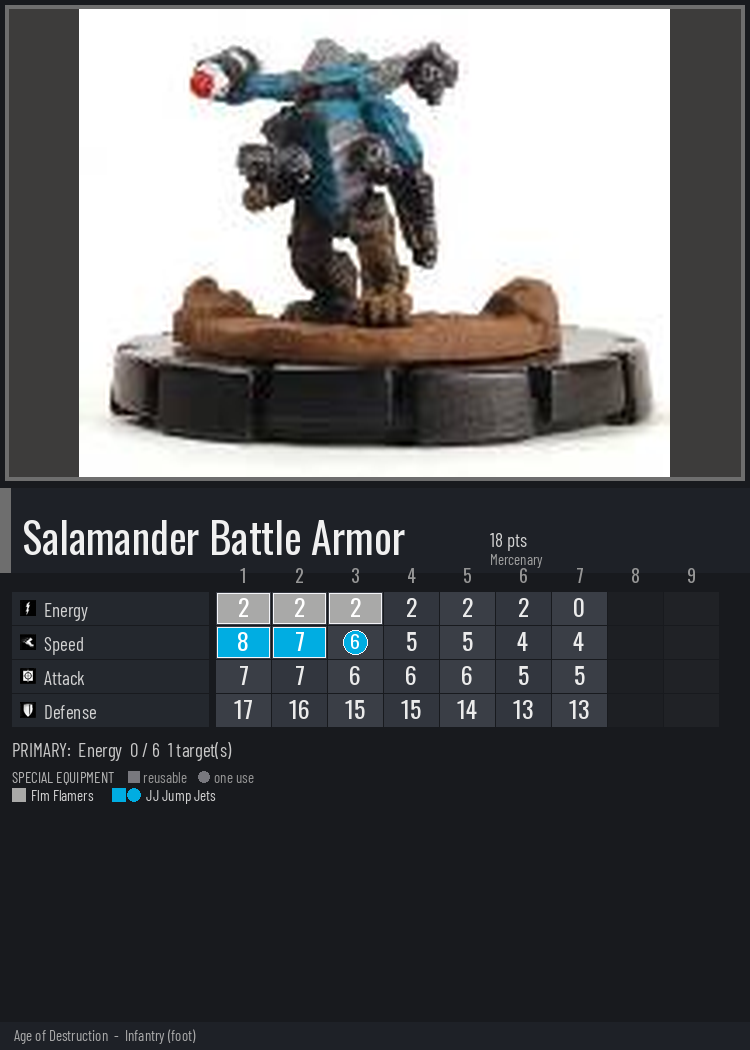 Salamander Battle Armor
18 pts
Mercenary
1 2 3 4 5 6 7 8 9
Energy 2 2 2 2 2 2 0
Speed 8 7 6 5 5 4 4
Attack 7 7 6 6 6 5 5
Defense 17 16 15 15 14 13 13
PRIMARY: Energy 0 / 6 1 target(s)
SPECIAL EQUIPMENT reusable one use
Flm Flamers JJ Jump Jets
Age of Destruction - Infantry (foot)